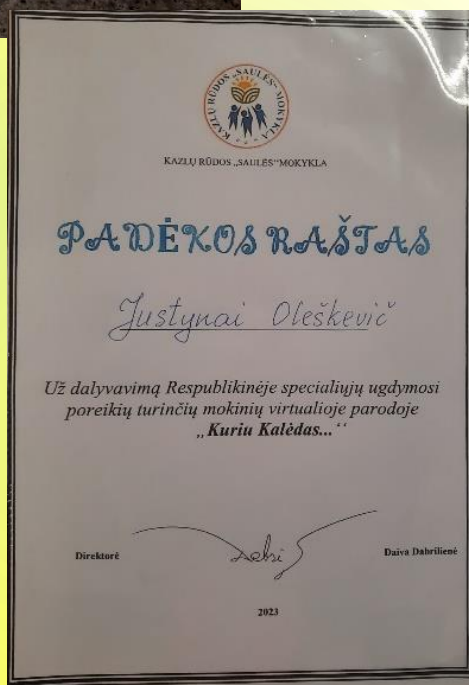 KAZLŲ RŪDOS „SAULĖS" MOKYKLA
KAZLŲ RŪDOS „SAULĖS" MOKYKLA
PADĖKOS RAŠTAS
Justynai Oleškevič
Už dalyvavimą Respublikinėje specialiųjų ugdymosi
poreikių turinčių mokinių virtualioje parodoje
„Kuriu Kalėdas..."
Direktorė
Daiva Dabrilienė
2023